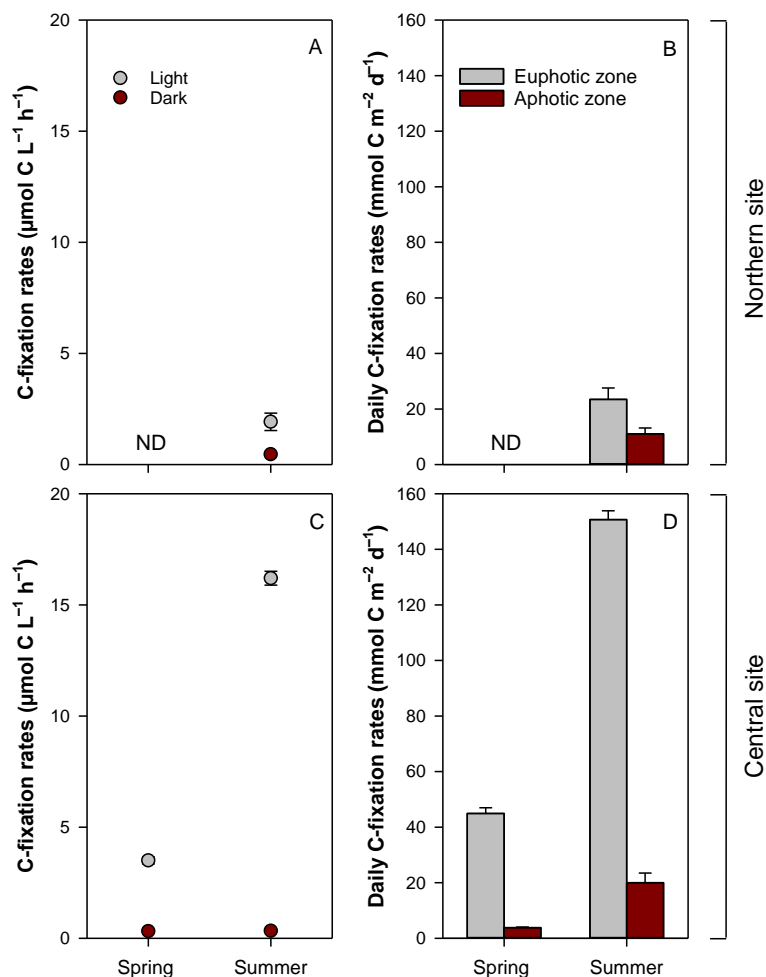 A
Light
Dark
C-fixation rates (µmol C L⁻¹ h⁻¹)
20
15
10
5
0
ND
B
Euphotic zone
Aphotic zone
Daily C-fixation rates (mmol C m⁻² d⁻¹)
160
140
120
100
80
60
40
20
0
ND
Northern site
C
C-fixation rates (µmol C L⁻¹ h⁻¹)
20
15
10
5
0
Spring
Summer
D
Daily C-fixation rates (mmol C m⁻² d⁻¹)
160
140
120
100
80
60
40
20
0
Spring
Summer
Central site